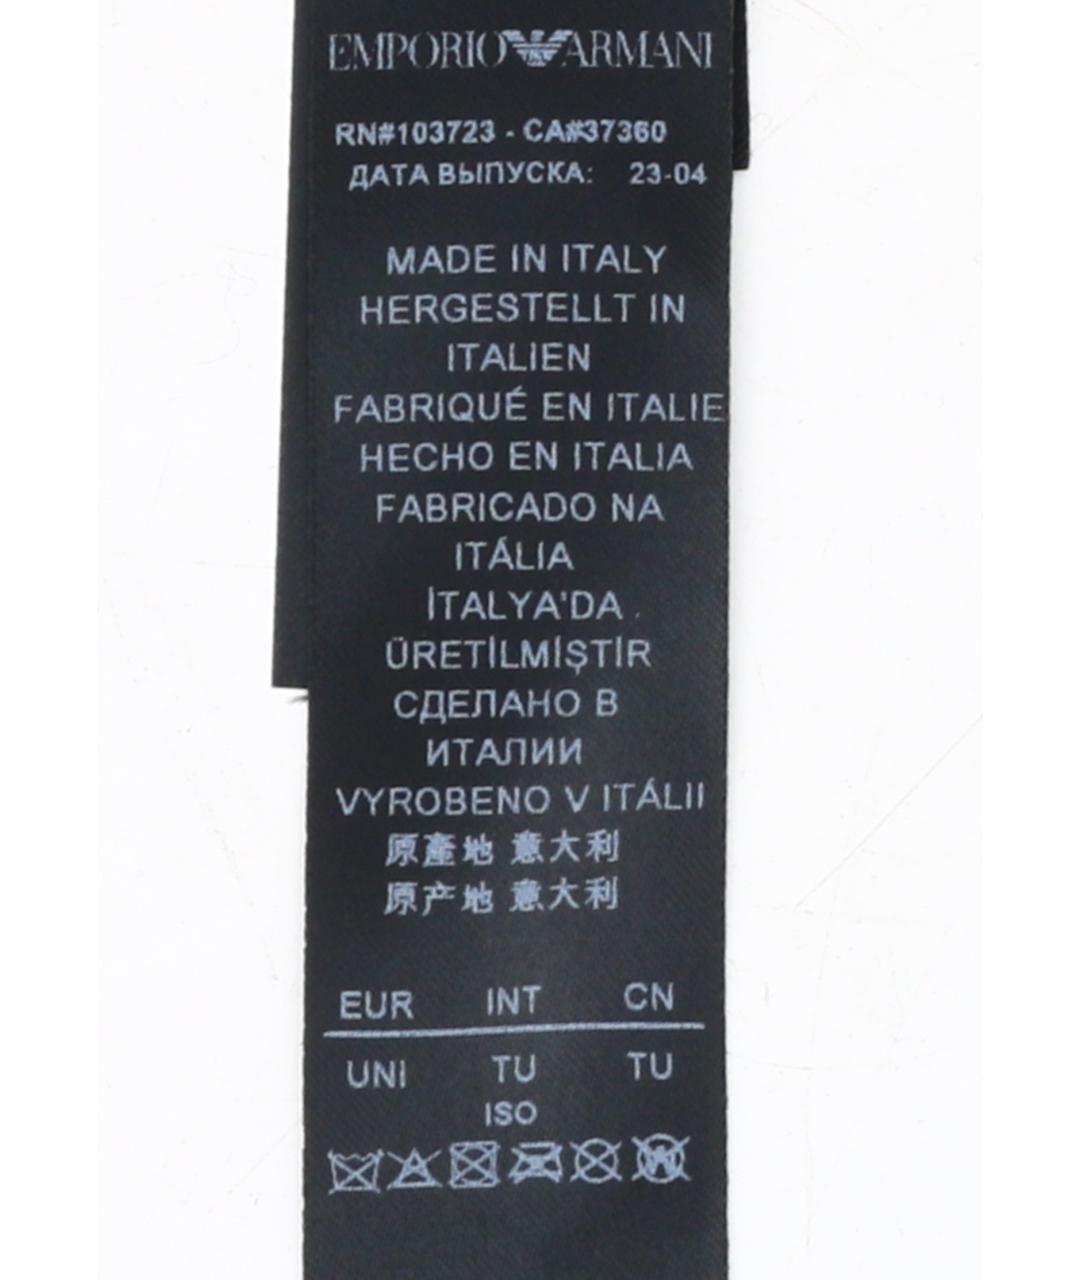 EMPORIO ARMANI
RN#103723 - CA#37360
ДАТА ВЫПУСКА: 23-04
MADE IN ITALY
HERGESTELLT IN
ITALIEN
FABRIQUÉ EN ITALIE
HECHO EN ITALIA
FABRICADO NA
ITÁLIA
İTALYA'DA
ÜRETİLMİŞTİR
СДЕЛАНО В
ИТАЛИИ
VYROBENO V ITÁLII
原產地 意大利
原产地 意大利
EUR INT CN
UNI TU TU
ISO